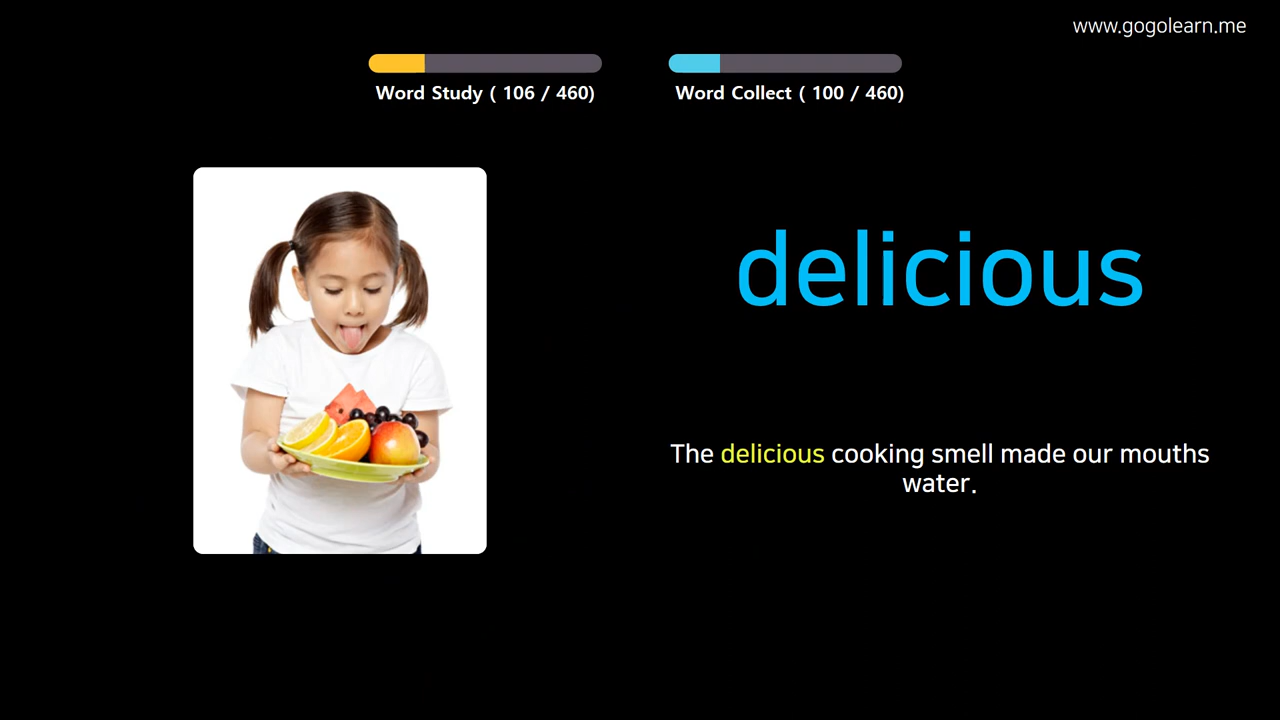 www.gogolearn.me
Word Study ( 106 / 460)
Word Collect ( 100 / 460)
delicious
The delicious cooking smell made our mouths
water.